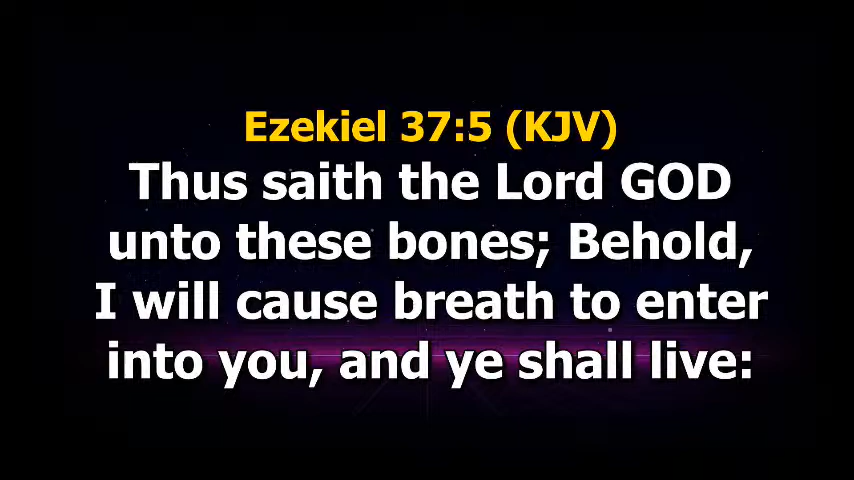 Ezekiel 37:5 (KJV)
Thus saith the Lord GOD
unto these bones; Behold,
I will cause breath to enter
into you, and ye shall live: